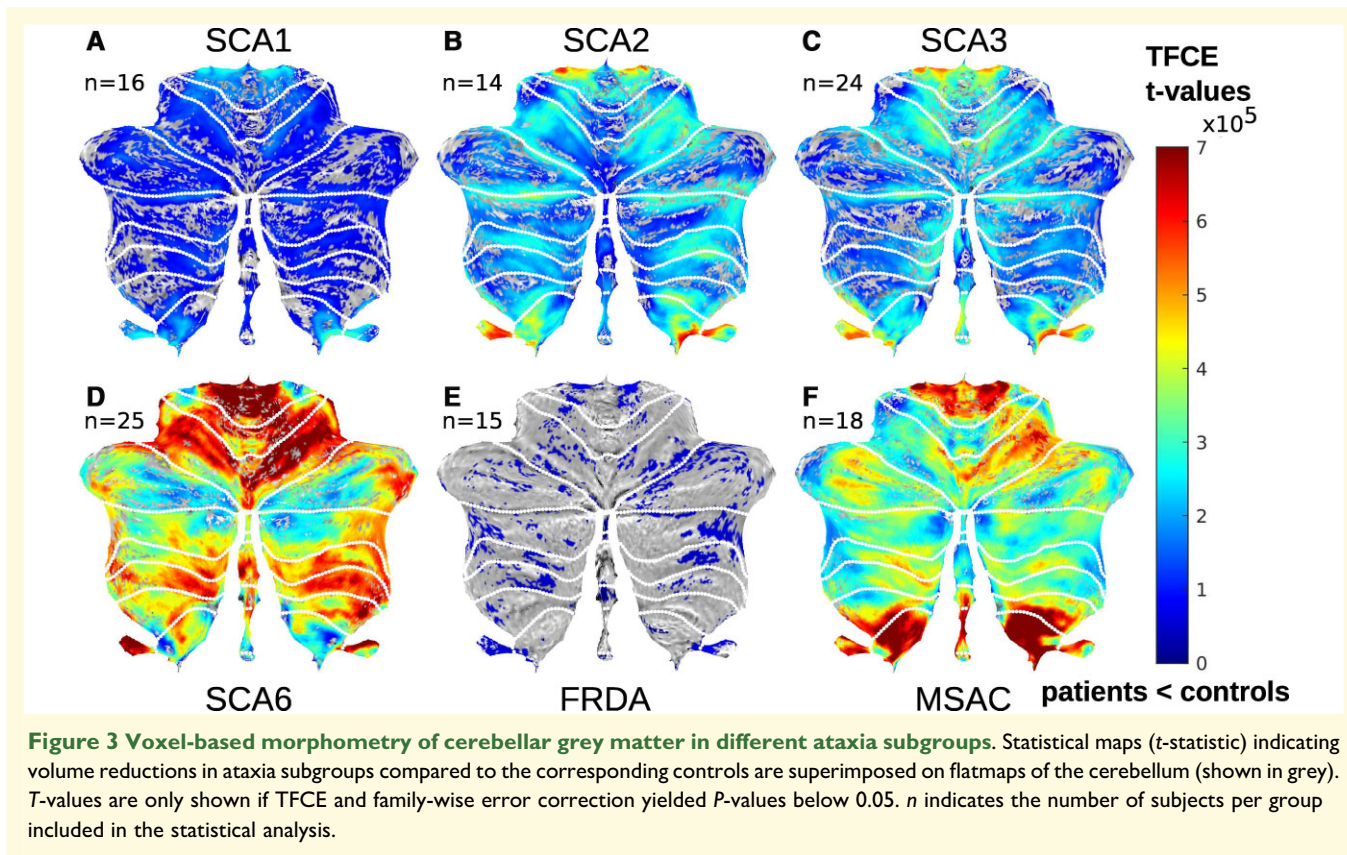 A SCA1
B SCA2
C SCA3
n=16
n=14
n=24
TFCE
t-values
x10^5
7
6
5
4
3
2
1
0
D
E
F
n=25
n=15
n=18
SCA6
FRDA
MSAC
patients < controls
Figure 3 Voxel-based morphometry of cerebellar grey matter in different ataxia subgroups. Statistical maps (t-statistic) indicating
volume reductions in ataxia subgroups compared to the corresponding controls are superimposed on flatmaps of the cerebellum (shown in grey).
T-values are only shown if TFCE and family-wise error correction yielded P-values below 0.05. n indicates the number of subjects per group
included in the statistical analysis.